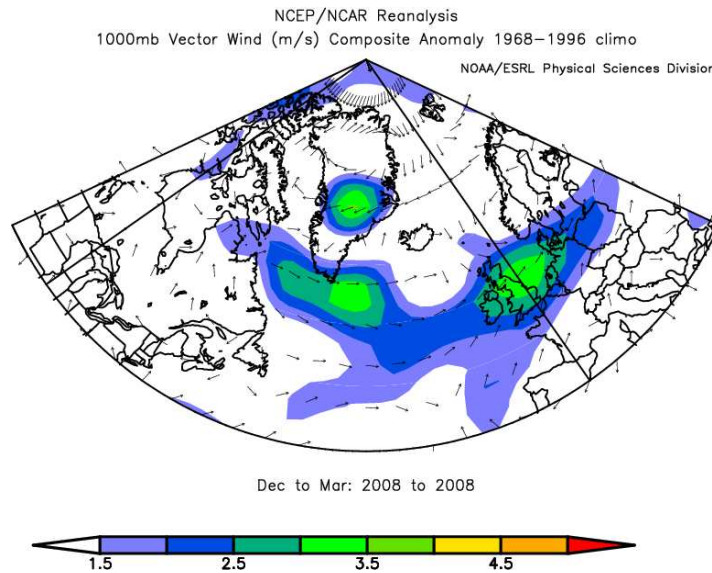 NCEP/NCAR Reanalysis
1000mb Vector Wind (m/s) Composite Anomaly 1968-1996 climo
NOAA/ESRL Physical Sciences Division
Dec to Mar: 2008 to 2008
1.5 2.5 3.5 4.5